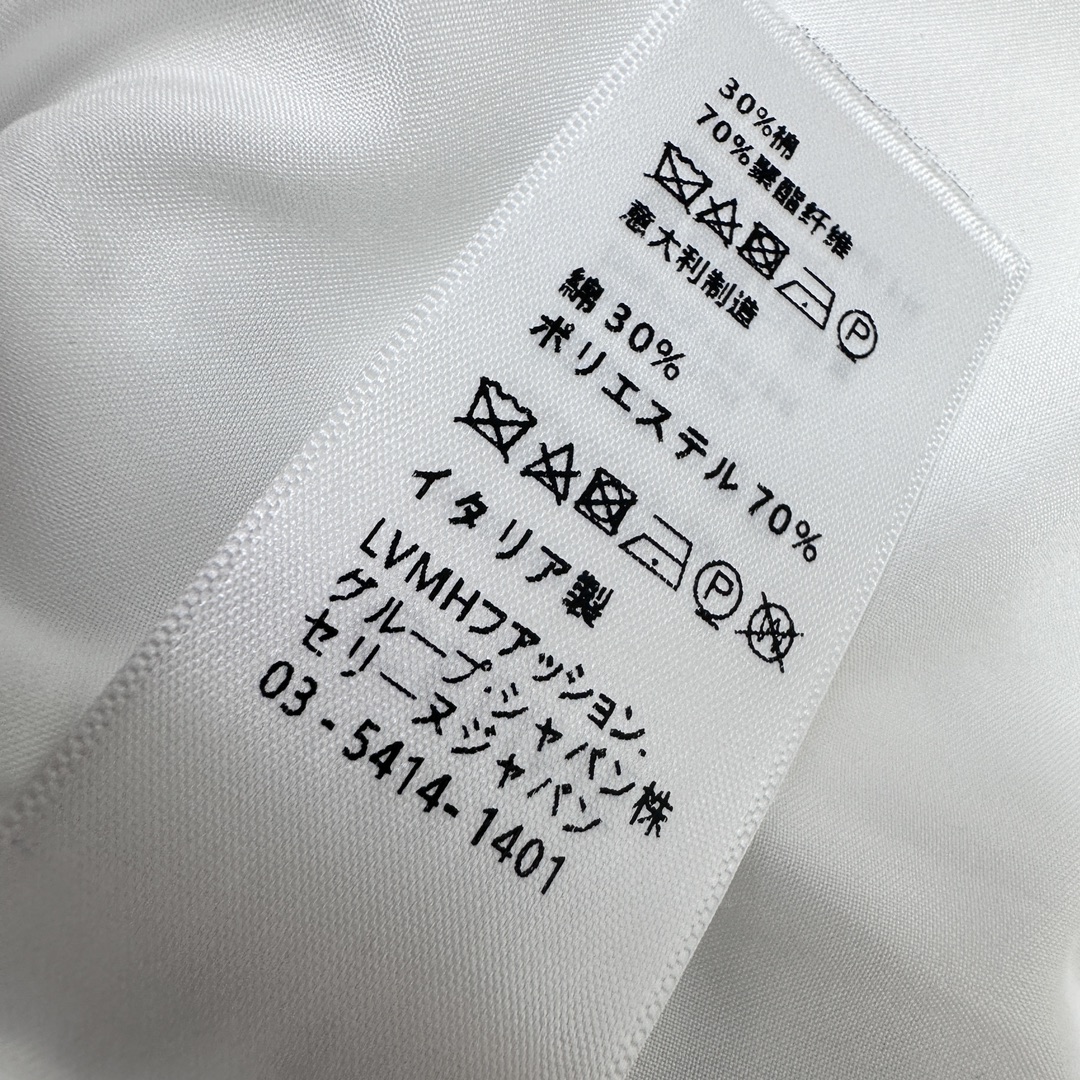 30%棉
70%聚酯纤维
意大利制造
綿 30%
ポリエステル 70%
P
イタリア製
LVMHファッション.
グループ.ジャパン株
セリーヌジャパン
03-5414-1401